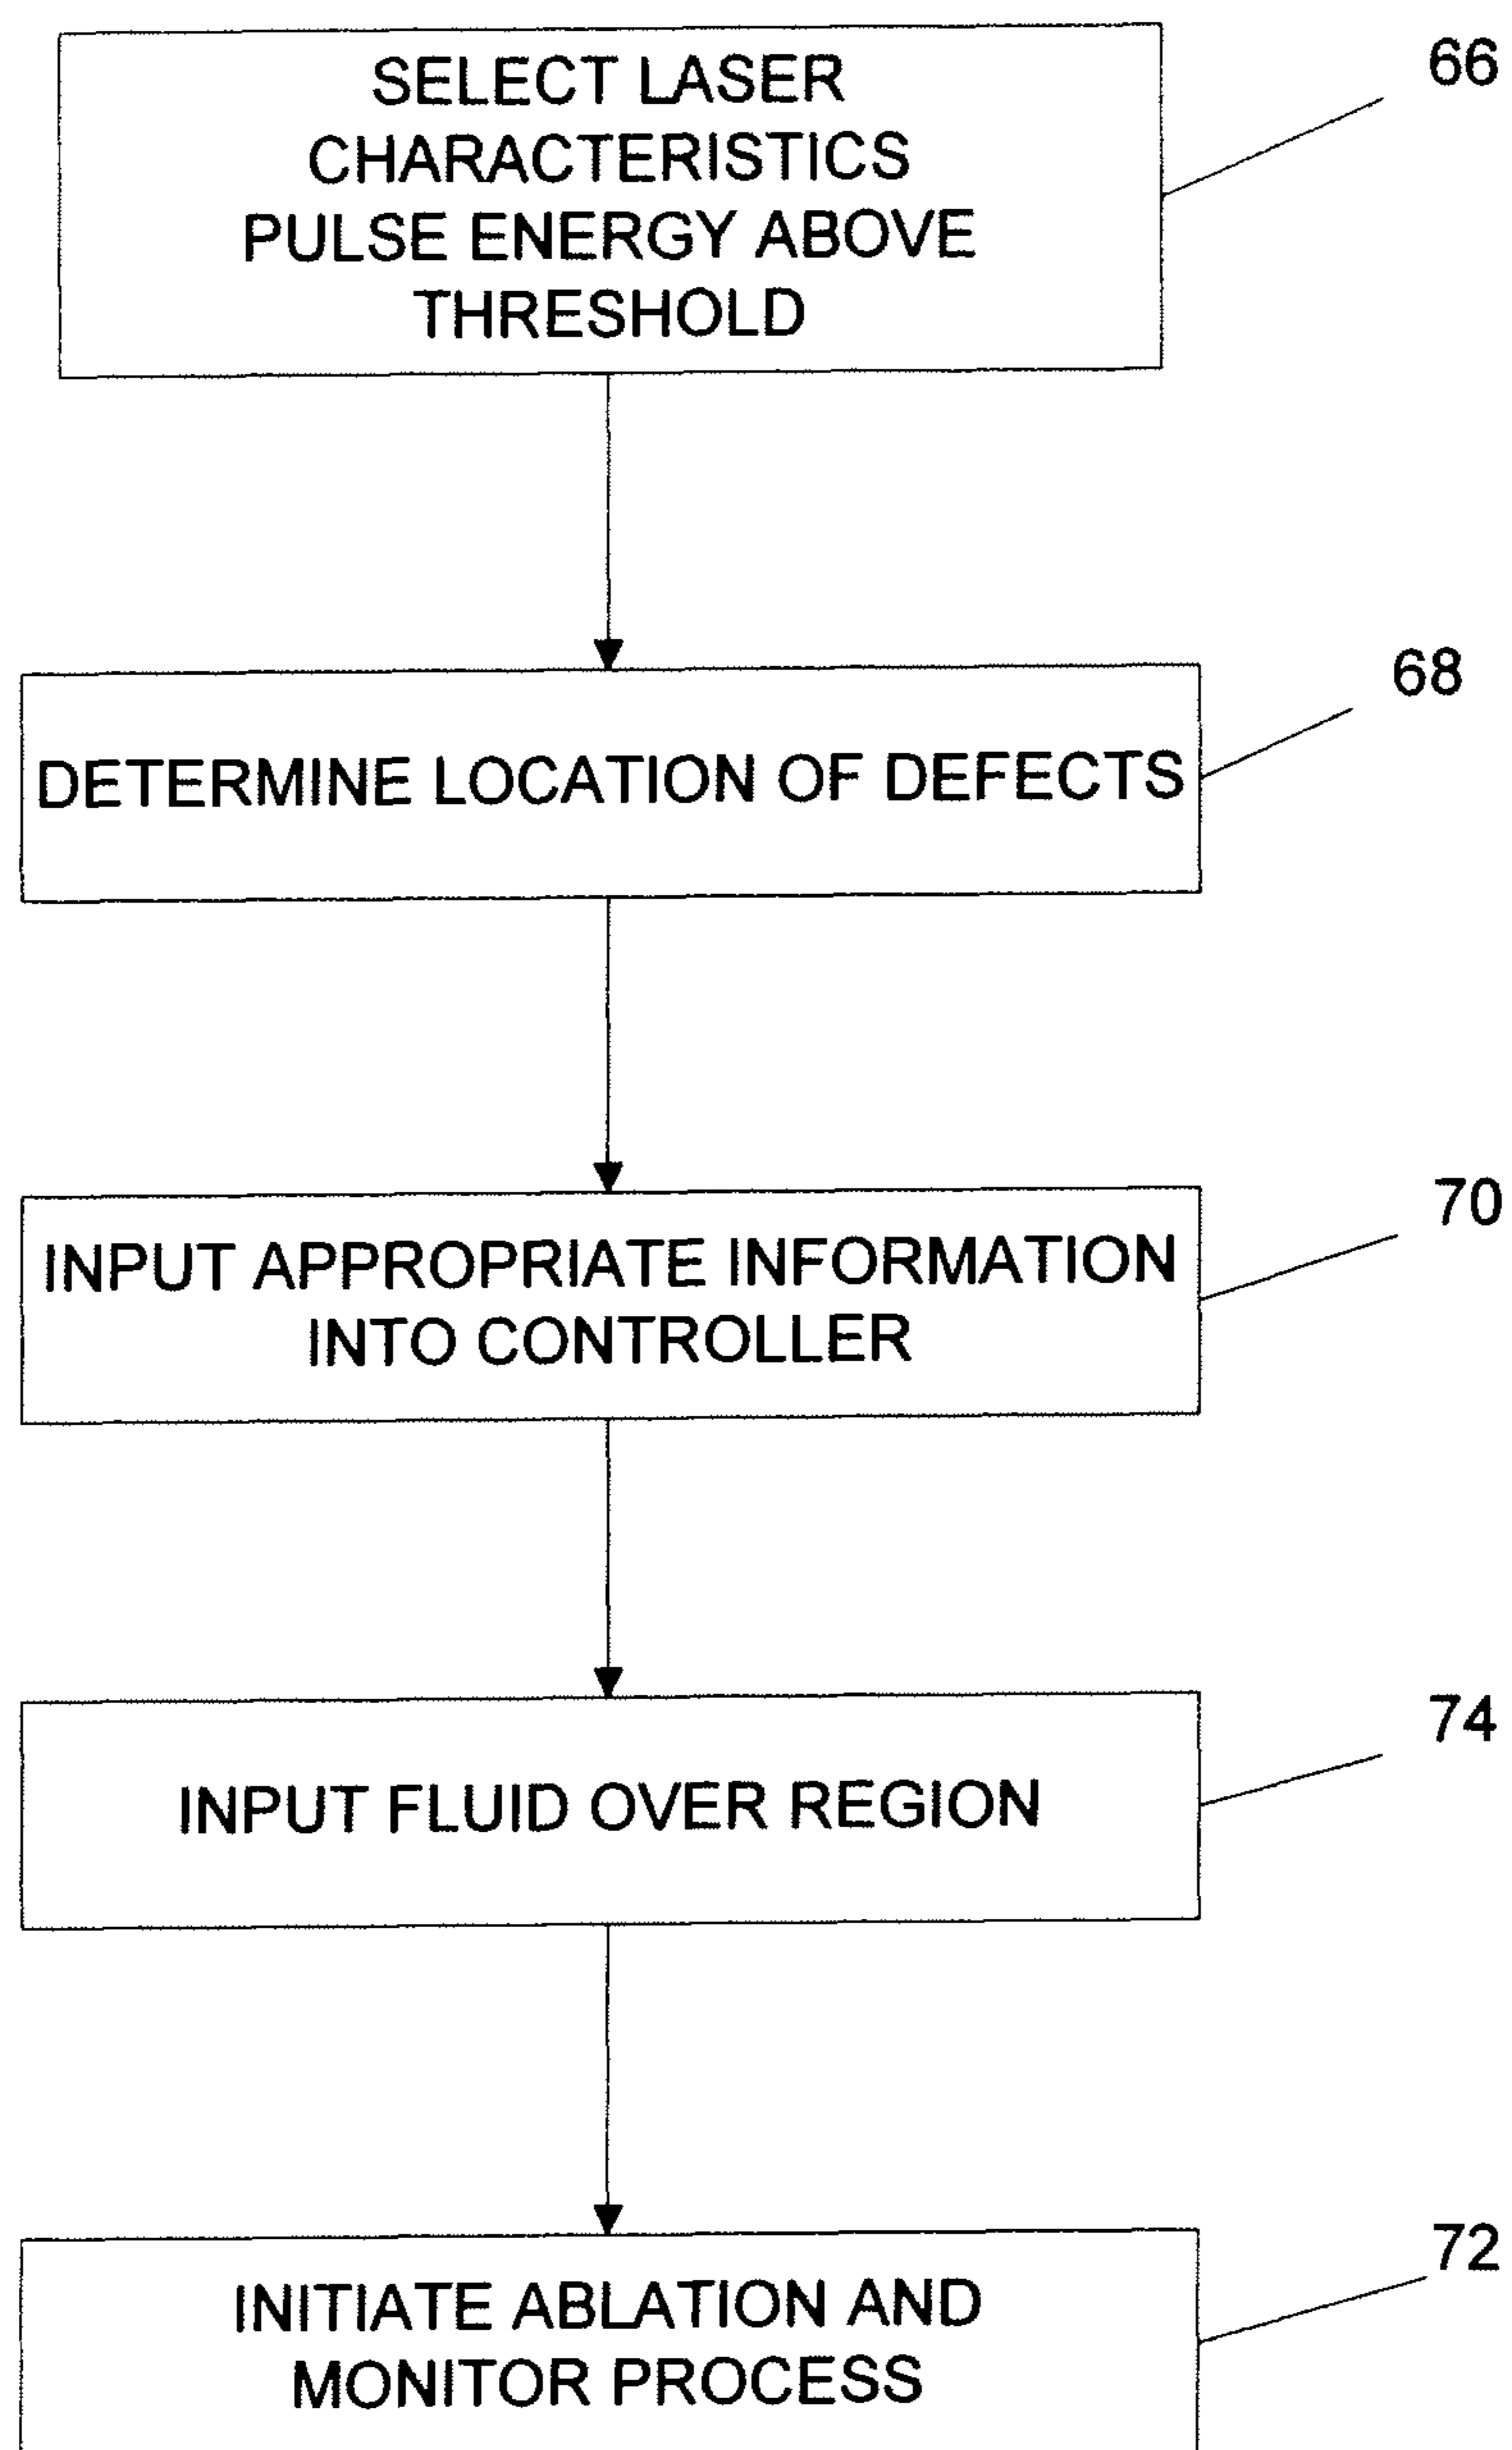 SELECT LASER
CHARACTERISTICS
PULSE ENERGY ABOVE
THRESHOLD
66
DETERMINE LOCATION OF DEFECTS
68
INPUT APPROPRIATE INFORMATION
INTO CONTROLLER
70
INPUT FLUID OVER REGION
74
INITIATE ABLATION AND
MONITOR PROCESS
72